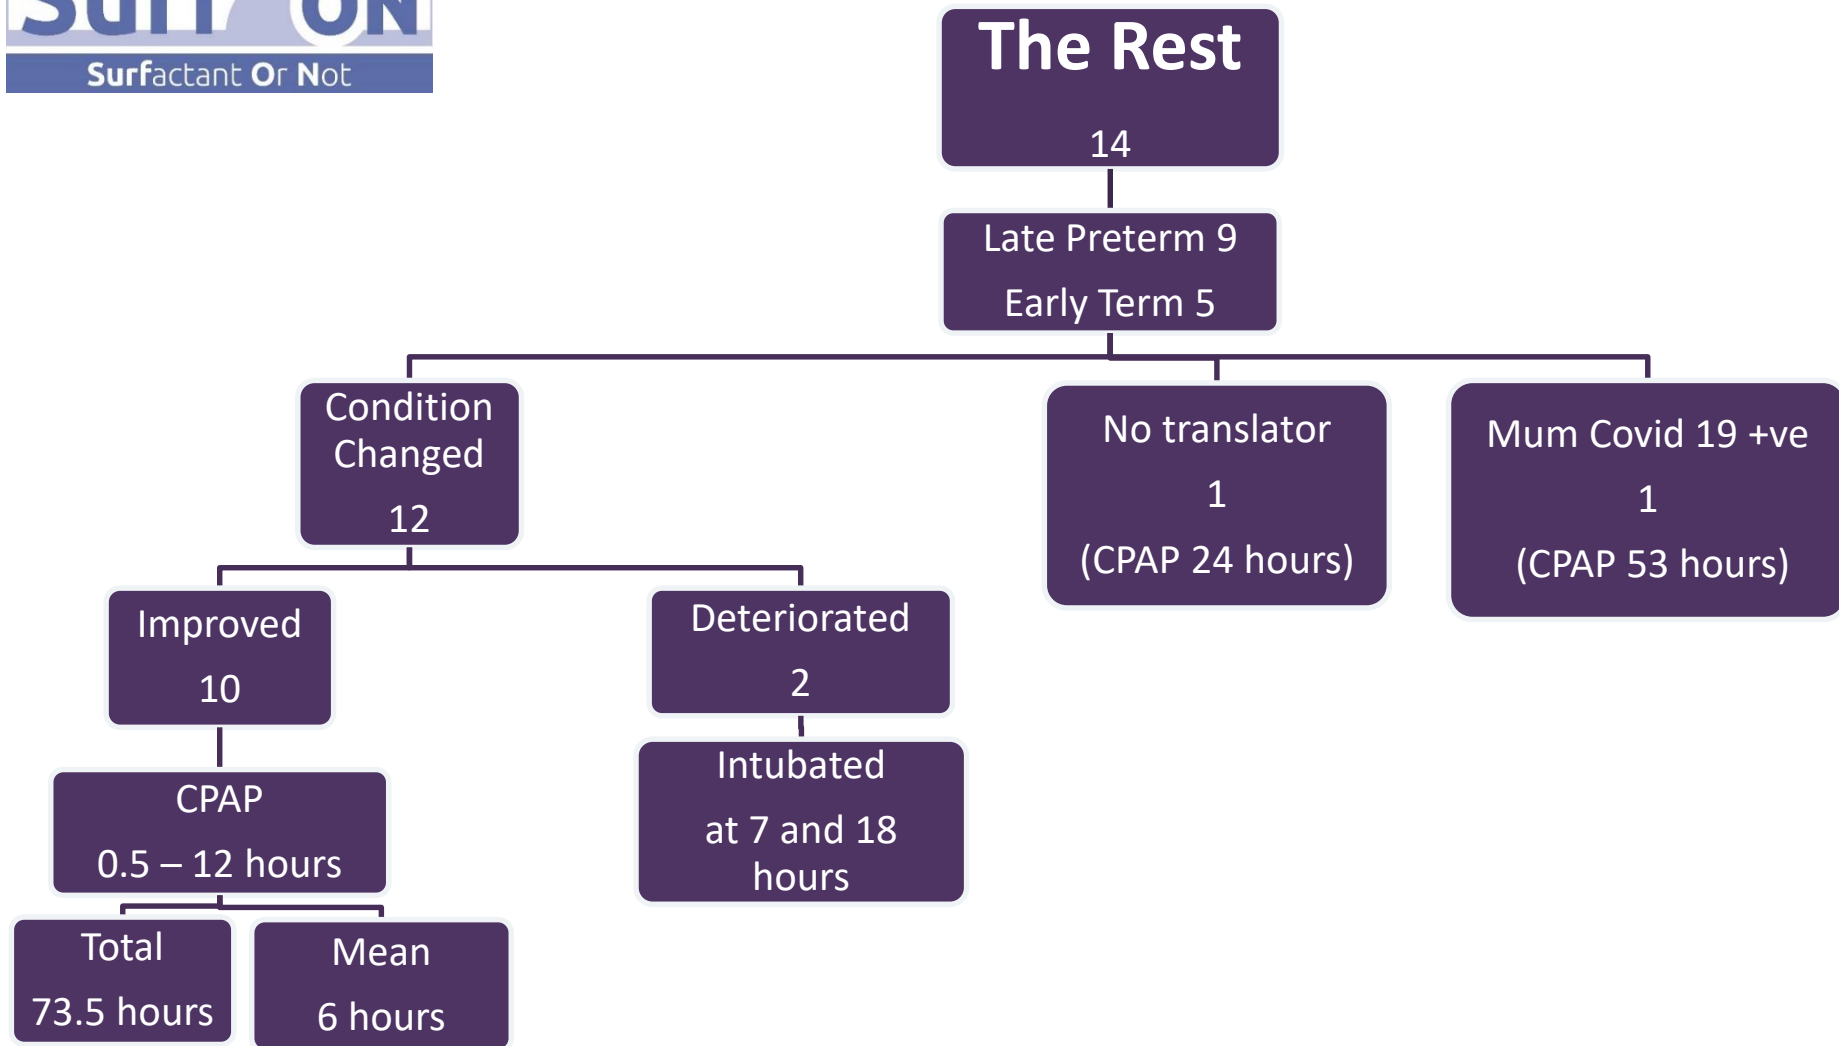 Surf ON
Surfactant Or Not
The Rest
14
Late Preterm 9
Early Term 5
Condition
Changed
12
No translator
1
(CPAP 24 hours)
Mum Covid 19 +ve
1
(CPAP 53 hours)
Improved
10
Deteriorated
2
CPAP
0.5 – 12 hours
Intubated
at 7 and 18
hours
Total
73.5 hours
Mean
6 hours